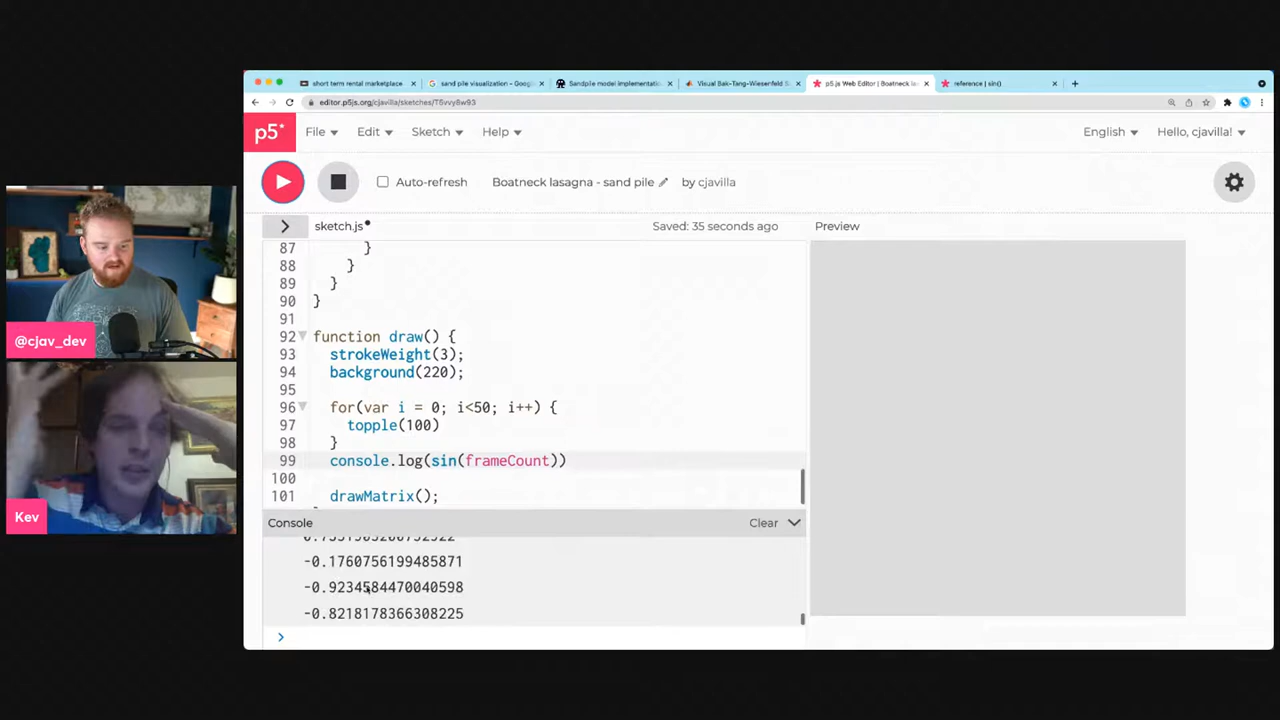 short term rental marketplace
sand pile visualization - Goog
Sandpile model implementation
Visual Bak-Tang-Wiesenfeld S
p5.js Web Editor | Boatneck la
reference | sin()
editor.p5js.org/cjavilla/sketches/T5vvy8w93
p5*
File
Edit
Sketch
Help
English
Hello, cjavilla!
Auto-refresh
Boatneck lasagna - sand pile
by cjavilla
sketch.js
Saved: 35 seconds ago
Preview
87 }
88 }
89 }
90 }
91
92 function draw() {
93 strokeWeight(3);
94 background(220);
95
96 for(var i = 0; i<50; i++) {
97 topple(100)
98 }
99 console.log(sin(frameCount))
100
101 drawMatrix();
Console
Clear
-0.1760756199485871
-0.9234584470040598
-0.8218178366308225
>
@cjav_dev
Kev